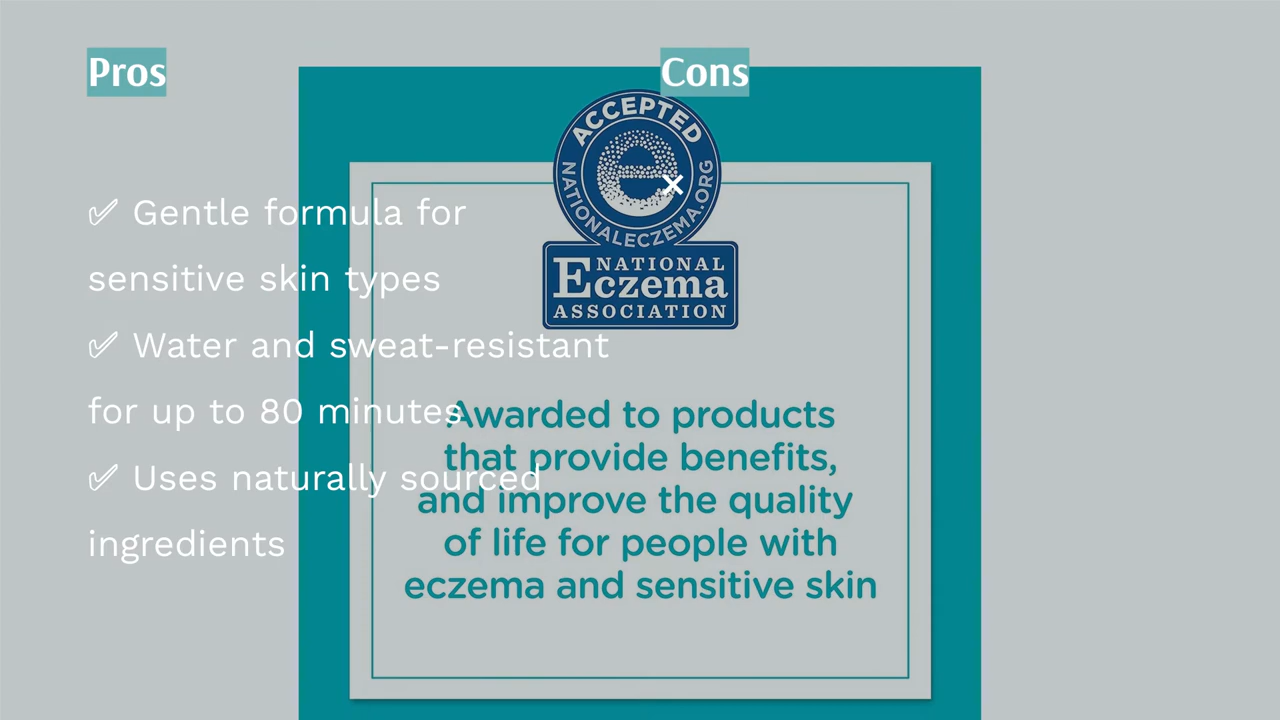 Pros
Cons
✅ Gentle formula for
sensitive skin types
✅ Water and sweat-resistant
for up to 80 minutes
✅ Uses naturally sourced
ingredients
×
ACCEPTED
NATIONALECZEMA.ORG
NATIONAL
Eczema
ASSOCIATION
Awarded to products
that provide benefits,
and improve the quality
of life for people with
eczema and sensitive skin